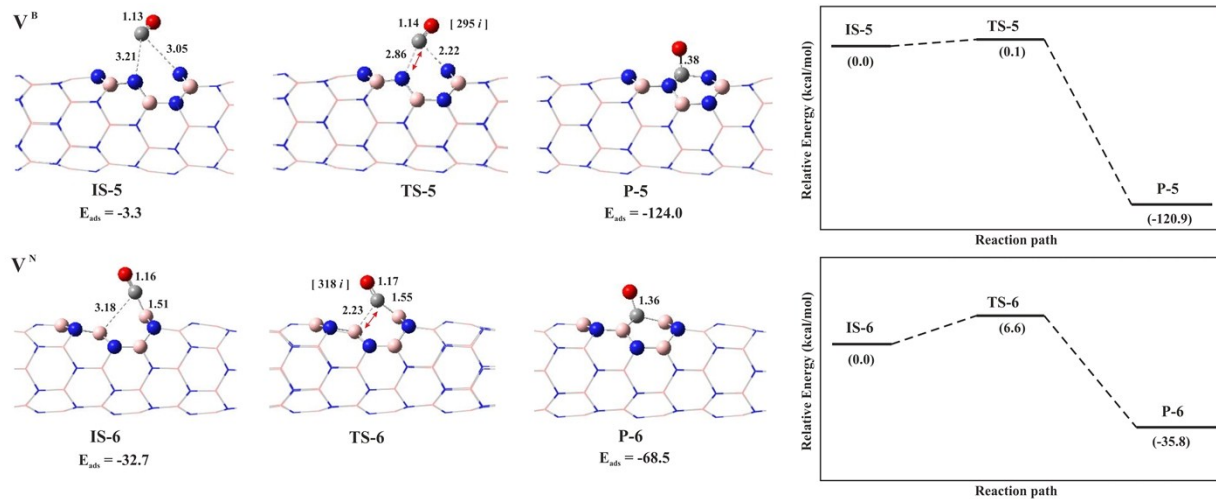 V B
1.13
3.21
3.05
IS-5
E ads = -3.3
1.14
[ 295 i ]
2.86
2.22
TS-5
1.38
P-5
E ads = -124.0
Relative Energy (kcal/mol)
IS-5
(0.0)
TS-5
(0.1)
P-5
(-120.9)
Reaction path
V N
1.16
3.18
1.51
IS-6
E ads = -32.7
[ 318 i ]
1.17
2.23
1.55
TS-6
1.36
P-6
E ads = -68.5
Relative Energy (kcal/mol)
IS-6
(0.0)
TS-6
(6.6)
P-6
(-35.8)
Reaction path